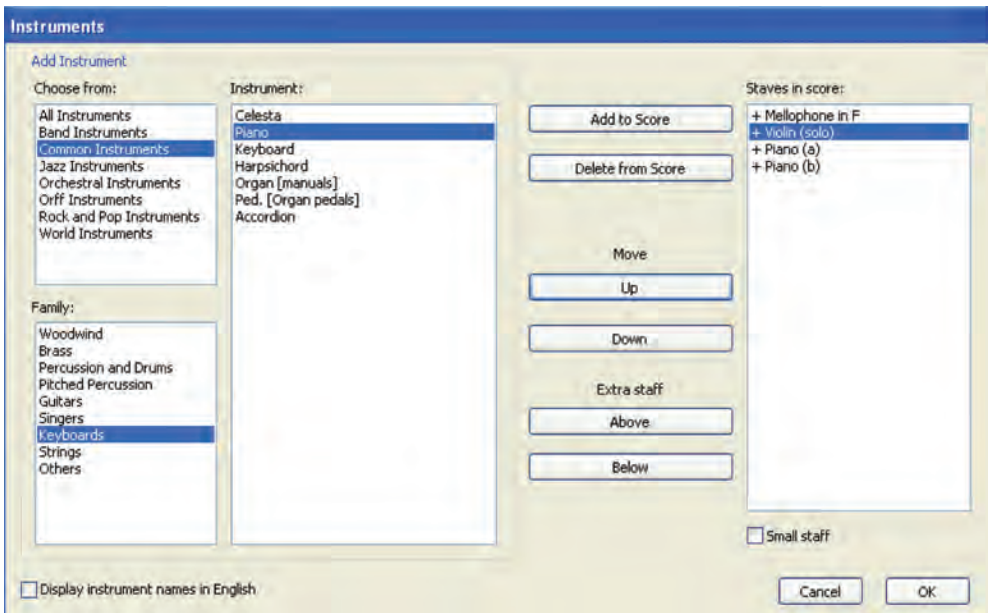 Instruments
Add Instrument
Choose from:
All Instruments
Band Instruments
Common Instruments
Jazz Instruments
Orchestral Instruments
Orff Instruments
Rock and Pop Instruments
World Instruments
Family:
Woodwind
Brass
Percussion and Drums
Pitched Percussion
Guitars
Singers
Keyboards
Strings
Others
Instrument:
Celesta
Piano
Keyboard
Harpsichord
Organ [manuals]
Ped. [Organ pedals]
Accordion
Add to Score
Delete from Score
Move
Up
Down
Extra staff
Above
Below
Staves in score:
+ Mellophone in F
+ Violin (solo)
+ Piano (a)
+ Piano (b)
Small staff
Display instrument names in English
Cancel
OK